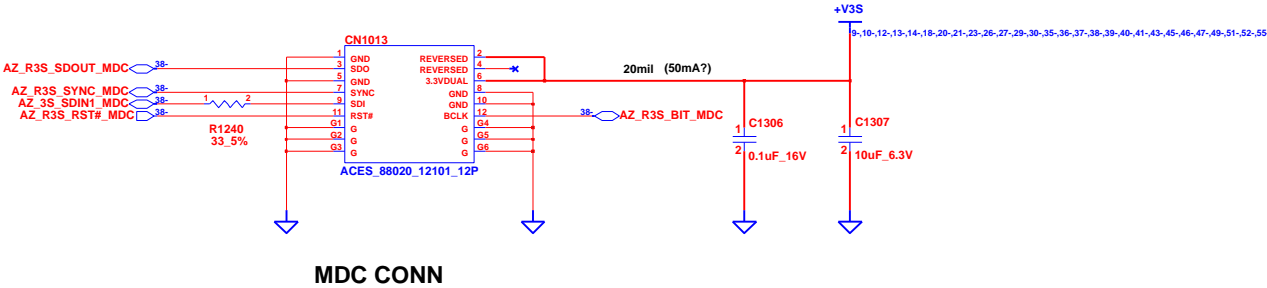 +V3S
9-,10-,12-,13-,14-,18-,20-,21-,23-,26-,27-,29-,30-,35-,36-,37-,38-,39-,40-,41-,43-,45-,46-,47-,49-,51-,52-,55
CN1013
1 GND REVERSED 2
AZ_R3S_SDOUT_MDC 38- 3 SDO REVERSED 4
5 GND 3.3VDUAL 6 20mil (50mA?)
AZ_R3S_SYNC_MDC 38- 7 SYNC GND 8
AZ_3S_SDIN1_MDC 38- 1 2 9 SDI GND 10
AZ_R3S_RST#_MDC 38- 11 RST# BCLK 12 38- AZ_R3S_BIT_MDC
R1240
33_5%
G1 G G G4
G2 G G G5
G3 G G G6
ACES_88020_12101_12P
C1306
1
2
0.1uF_16V
C1307
1
2
10uF_6.3V
MDC CONN